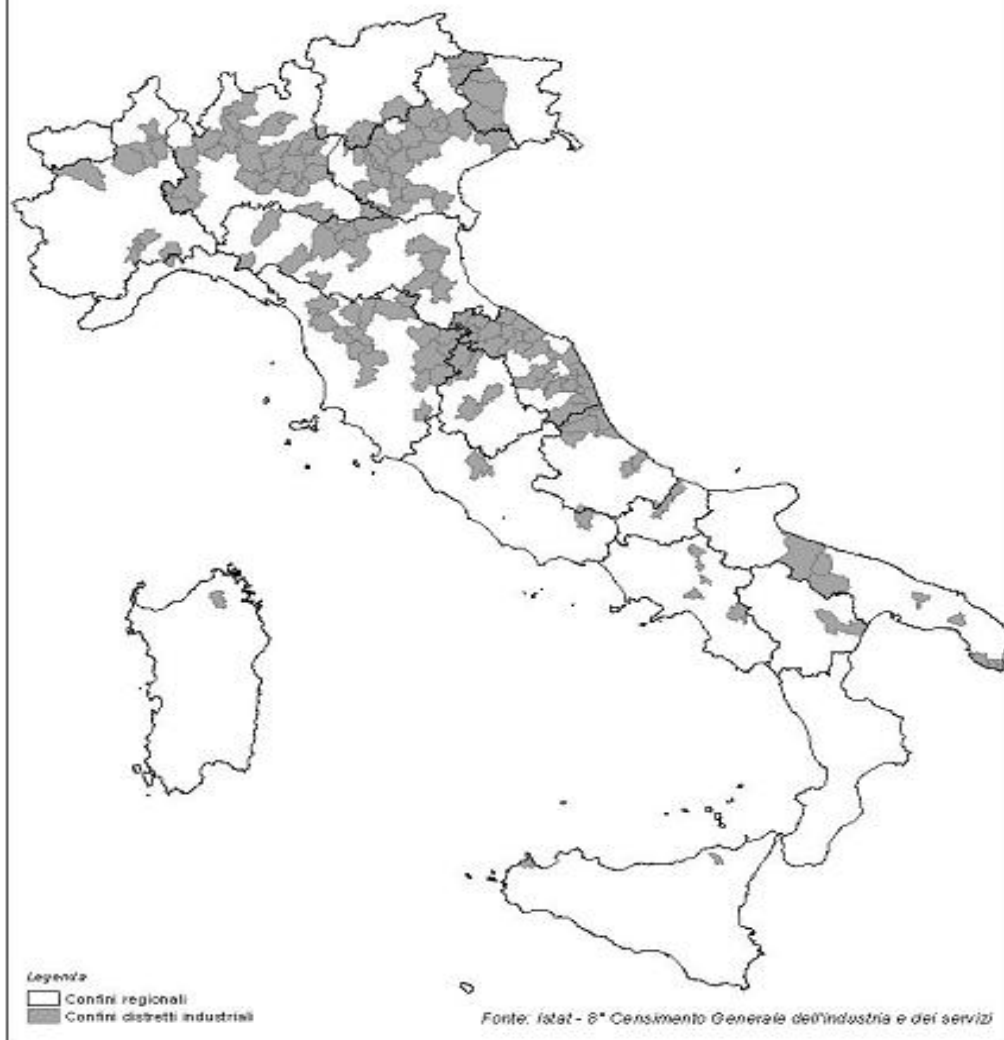 Legenda
Confini regionali
Confini distretti industriali
Fonte: Istat - 8° Censimento Generale dell'industria e dei servizi